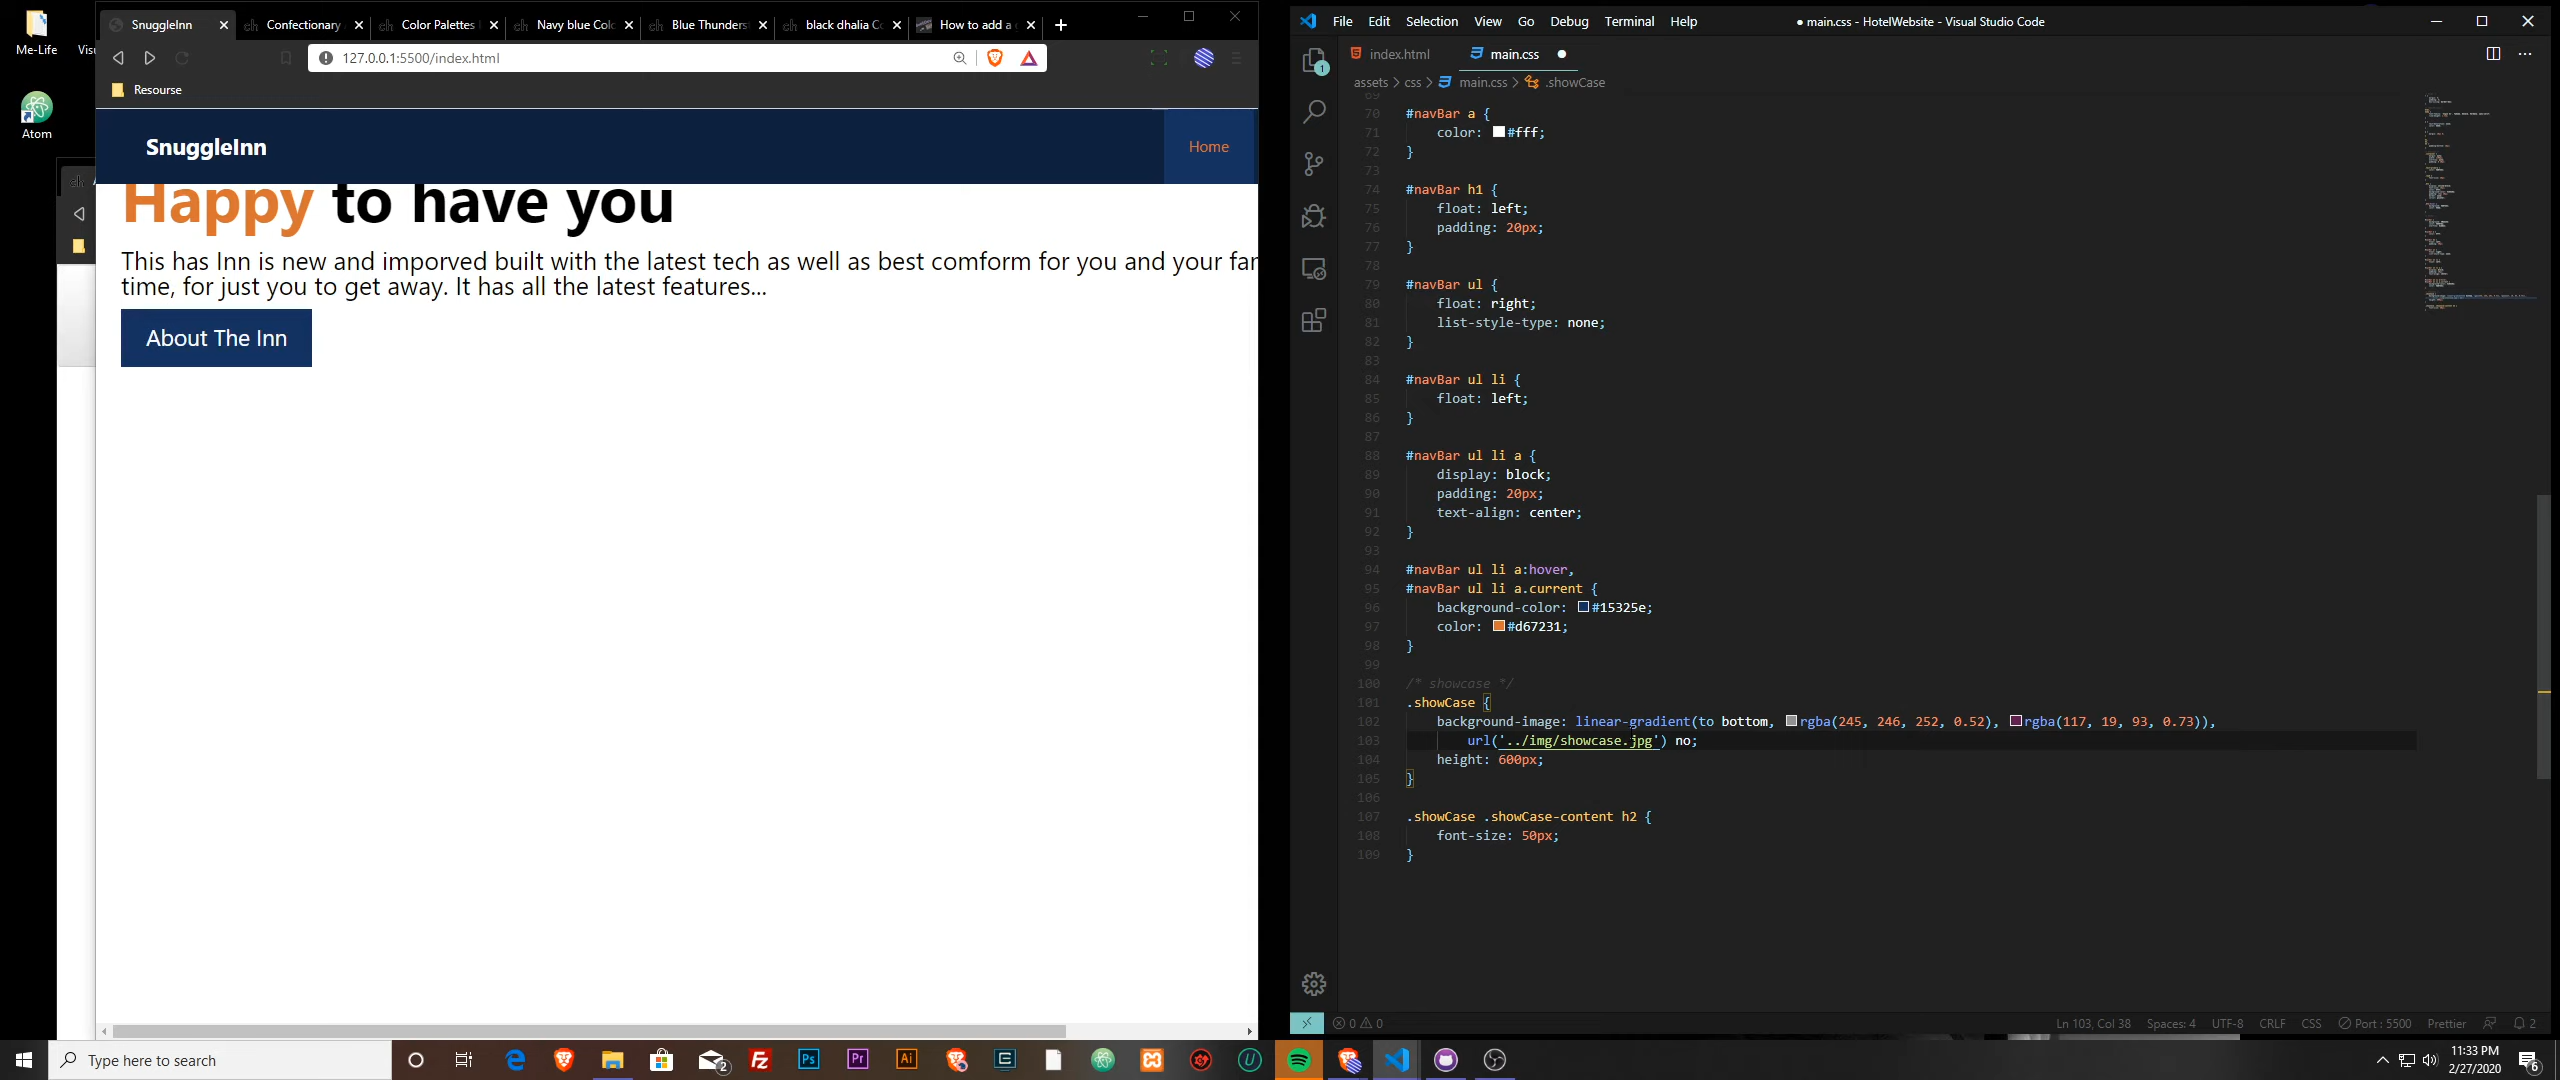 Me-Life
Visu
Atom
SnuggleInn
Confectionary
Color Palettes
Navy blue Colo
Blue Thunders
black dhalia Co
How to add a g
127.0.0.1:5500/index.html
Resourse
SnuggleInn
Home
Happy to have you
This has Inn is new and imporved built with the latest tech as well as best comform for you and your far
time, for just you to get away. It has all the latest features...
About The Inn
File Edit Selection View Go Debug Terminal Help
● main.css - HotelWebsite - Visual Studio Code
index.html
main.css
assets > css > main.css > .showCase
69
70 #navBar a {
71 color: #fff;
72 }
73
74 #navBar h1 {
75 float: left;
76 padding: 20px;
77 }
78
79 #navBar ul {
80 float: right;
81 list-style-type: none;
82 }
83
84 #navBar ul li {
85 float: left;
86 }
87
88 #navBar ul li a {
89 display: block;
90 padding: 20px;
91 text-align: center;
92 }
93
94 #navBar ul li a:hover,
95 #navBar ul li a.current {
96 background-color: #15325e;
97 color: #d67231;
98 }
99
100 /* showcase */
101 .showCase {
102 background-image: linear-gradient(to bottom, rgba(245, 246, 252, 0.52), rgba(117, 19, 93, 0.73)),
103 url('../img/showcase.jpg') no;
104 height: 600px;
105 }
106
107 .showCase .showCase-content h2 {
108 font-size: 50px;
109 }
0 0
Ln 103, Col 38 Spaces: 4 UTF-8 CRLF CSS Port : 5500 Prettier 2
Type here to search
11:33 PM
2/27/2020